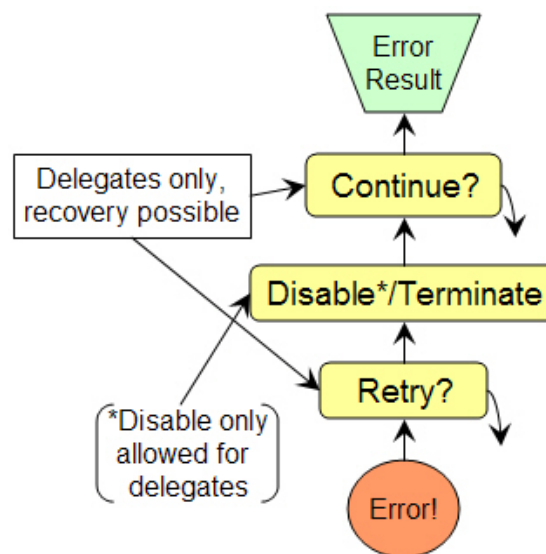 Error
Result
Delegates only,
recovery possible
Continue?
Disable*/Terminate
Retry?
*Disable only
allowed for
delegates
Error!